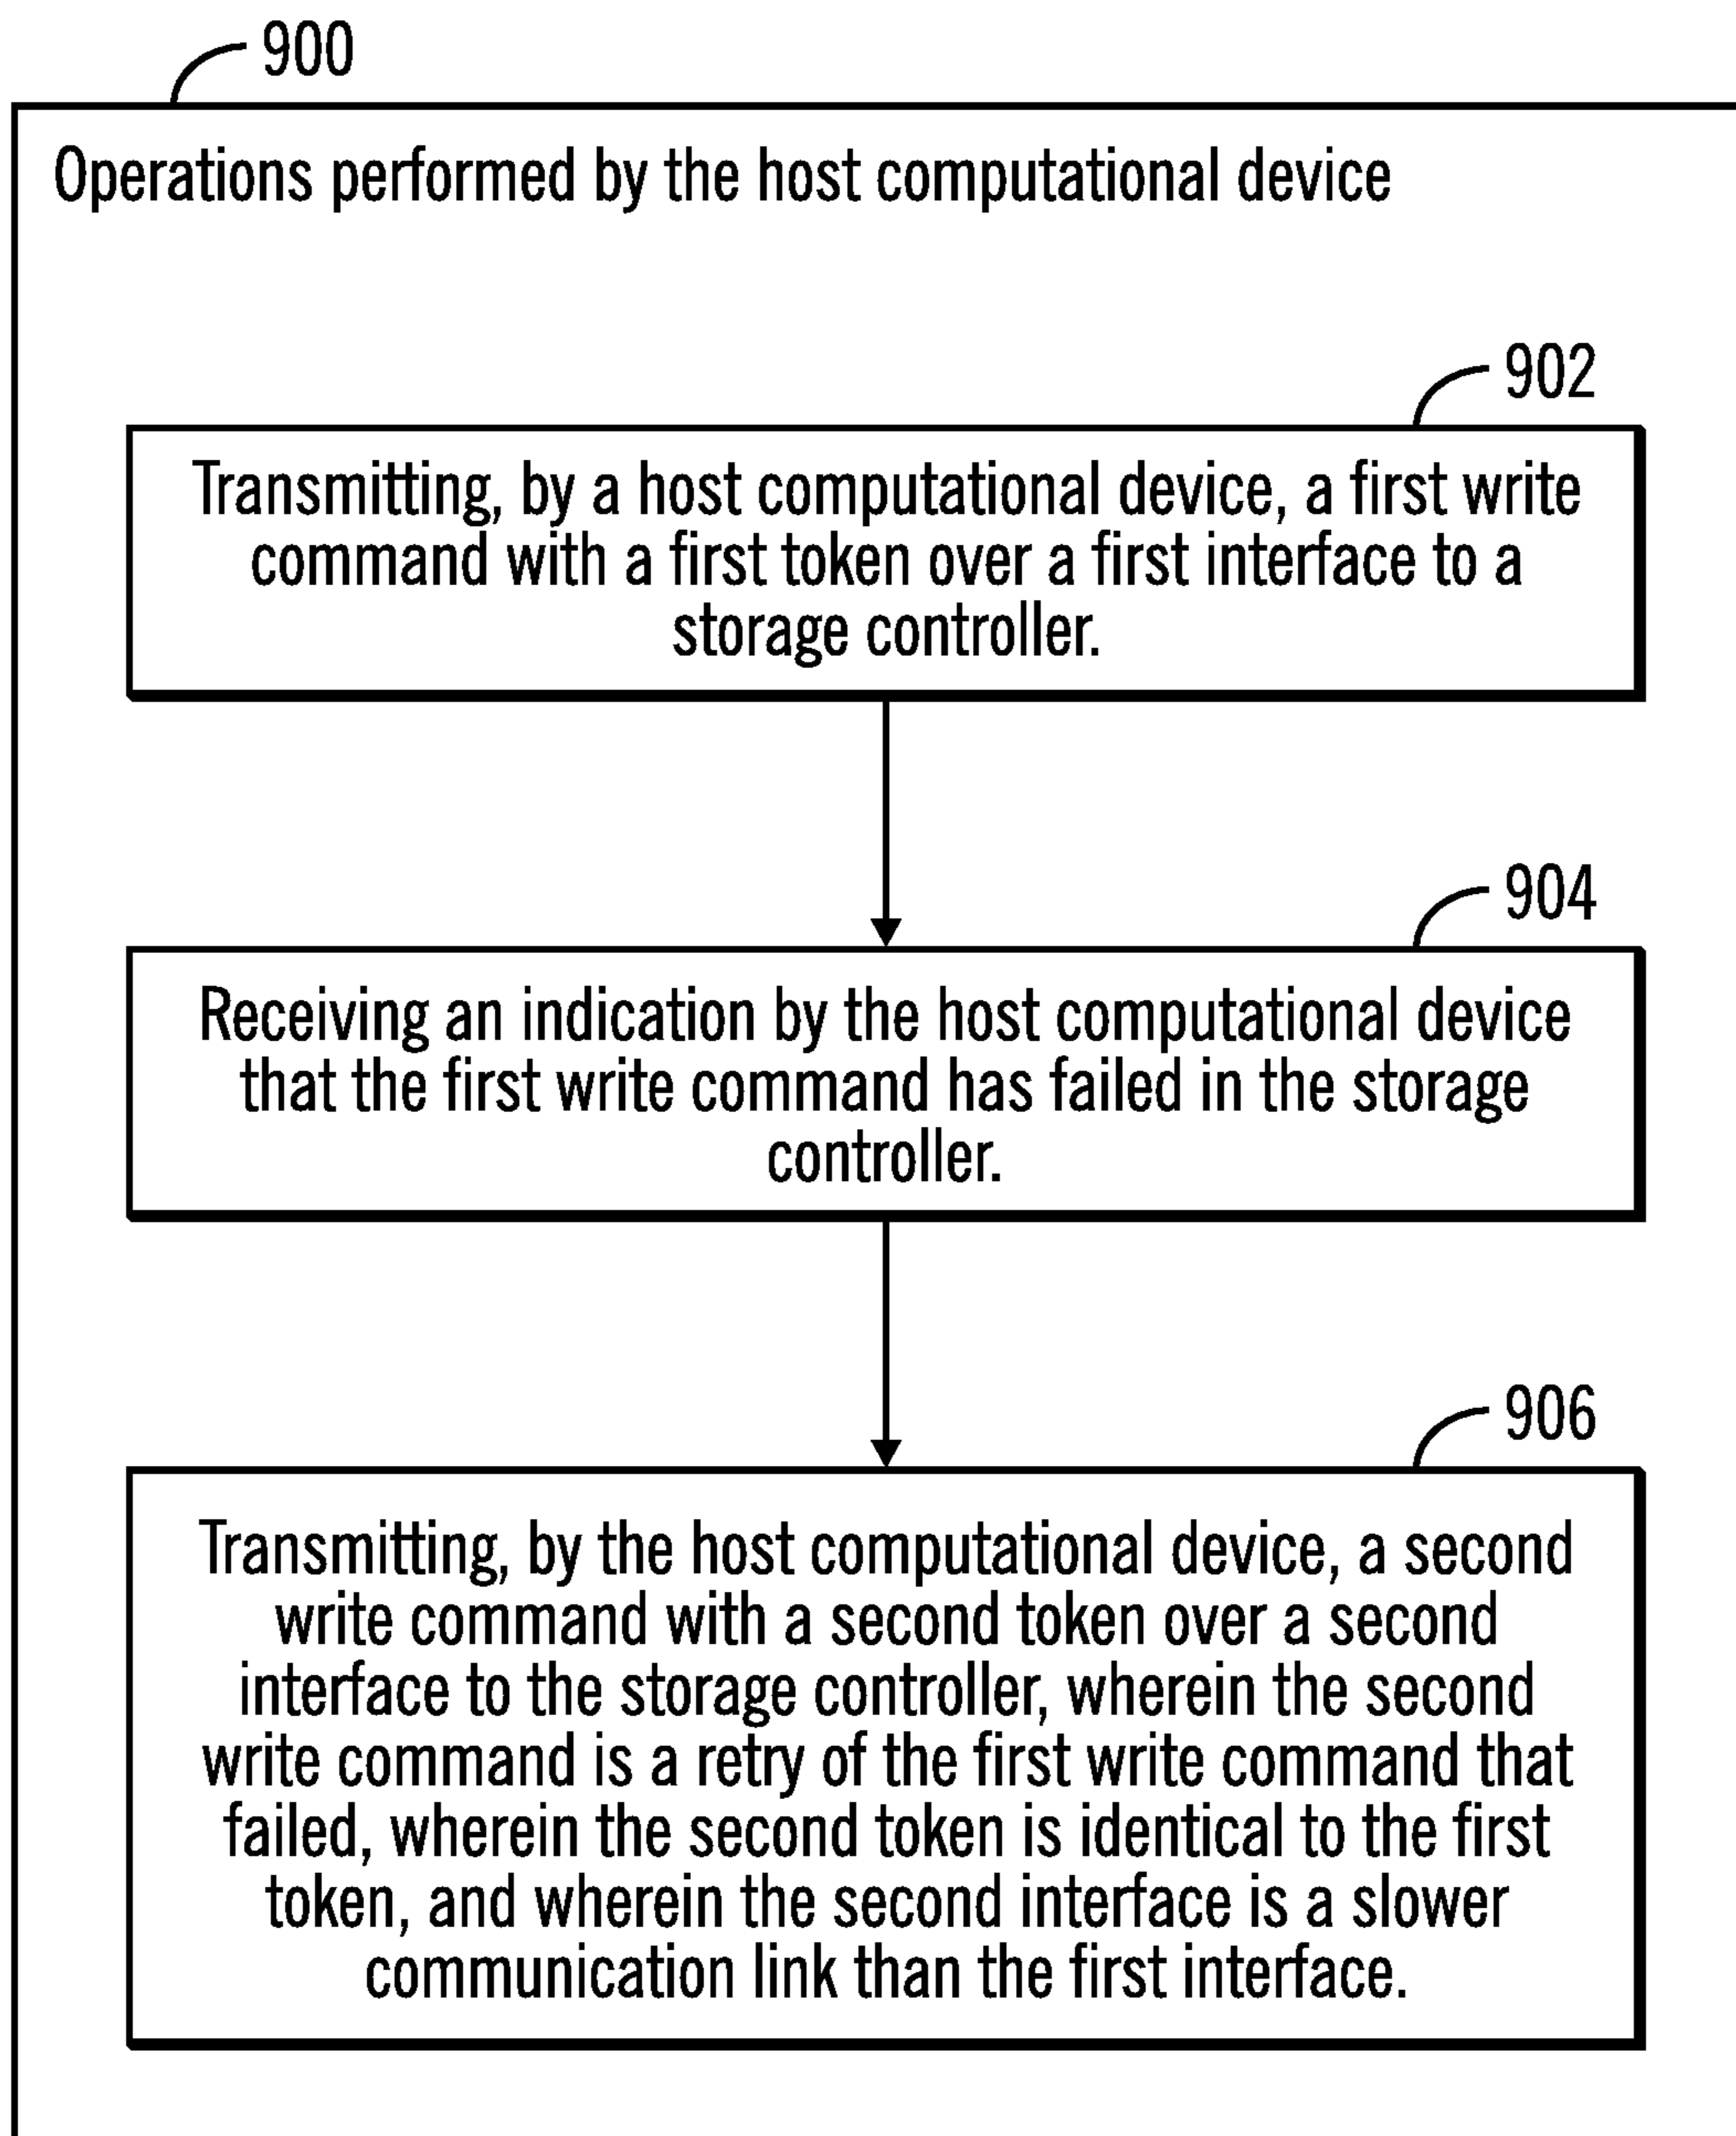 900
Operations performed by the host computational device
902
Transmitting, by a host computational device, a first write
command with a first token over a first interface to a
storage controller.
904
Receiving an indication by the host computational device
that the first write command has failed in the storage
controller.
906
Transmitting, by the host computational device, a second
write command with a second token over a second
interface to the storage controller, wherein the second
write command is a retry of the first write command that
failed, wherein the second token is identical to the first
token, and wherein the second interface is a slower
communication link than the first interface.